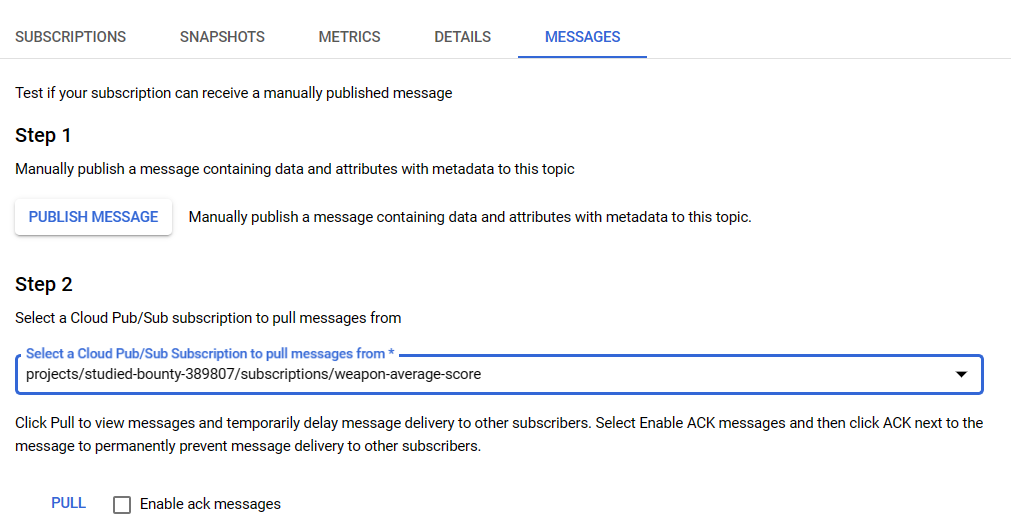 SUBSCRIPTIONS SNAPSHOTS METRICS DETAILS MESSAGES
Test if your subscription can receive a manually published message
Step 1
Manually publish a message containing data and attributes with metadata to this topic
PUBLISH MESSAGE Manually publish a message containing data and attributes with metadata to this topic.
Step 2
Select a Cloud Pub/Sub subscription to pull messages from
Select a Cloud Pub/Sub Subscription to pull messages from *
projects/studied-bounty-389807/subscriptions/weapon-average-score
Click Pull to view messages and temporarily delay message delivery to other subscribers. Select Enable ACK messages and then click ACK next to the
message to permanently prevent message delivery to other subscribers.
PULL Enable ack messages